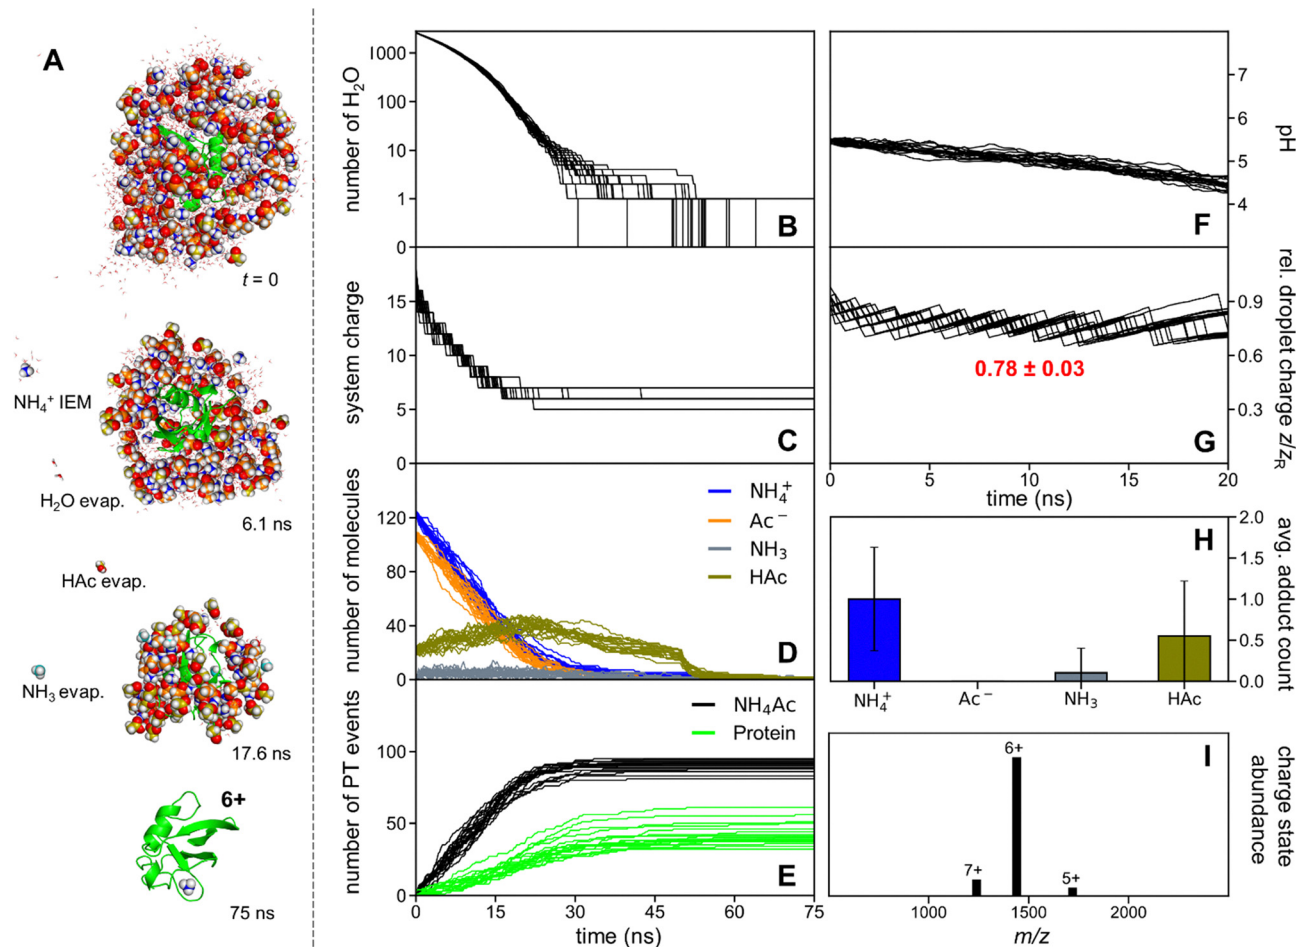 A
t = 0
NH₄⁺ IEM
H₂O evap.
6.1 ns
HAc evap.
NH₃ evap.
17.6 ns
6+
75 ns
number of H₂O
1000
100
10
1
0
B
system charge
15
10
5
0
C
number of molecules
120
80
40
0
NH₄⁺
Ac⁻
NH₃
HAc
D
number of PT events
100
50
0
NH₄Ac
Protein
E
0 15 30 45 60 75
time (ns)
7
6
5
4
pH
F
0.9
0.6
0.3
rel. droplet charge z/z_R
0.78 ± 0.03
G
0 5 10 15 20
time (ns)
H
2.0
1.5
1.0
0.5
0.0
avg. adduct count
NH₄⁺ Ac⁻ NH₃ HAc
I
6+
7+
5+
charge state
abundance
1000 1500 2000
m/z